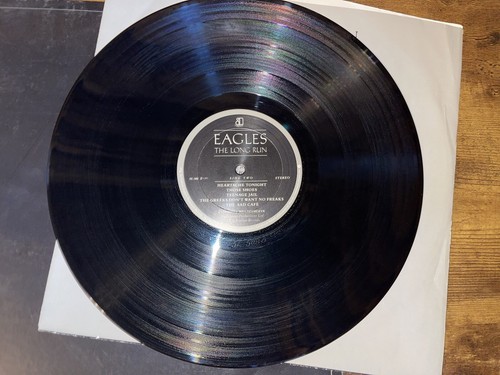 EAGLES
THE LONG RUN
SIDE TWO
STEREO
HEARTACHE TONIGHT
THOSE SHOES
TEENAGE JAIL
THE GREEKS DON'T WANT NO FREAKS
THE SAD CAFE